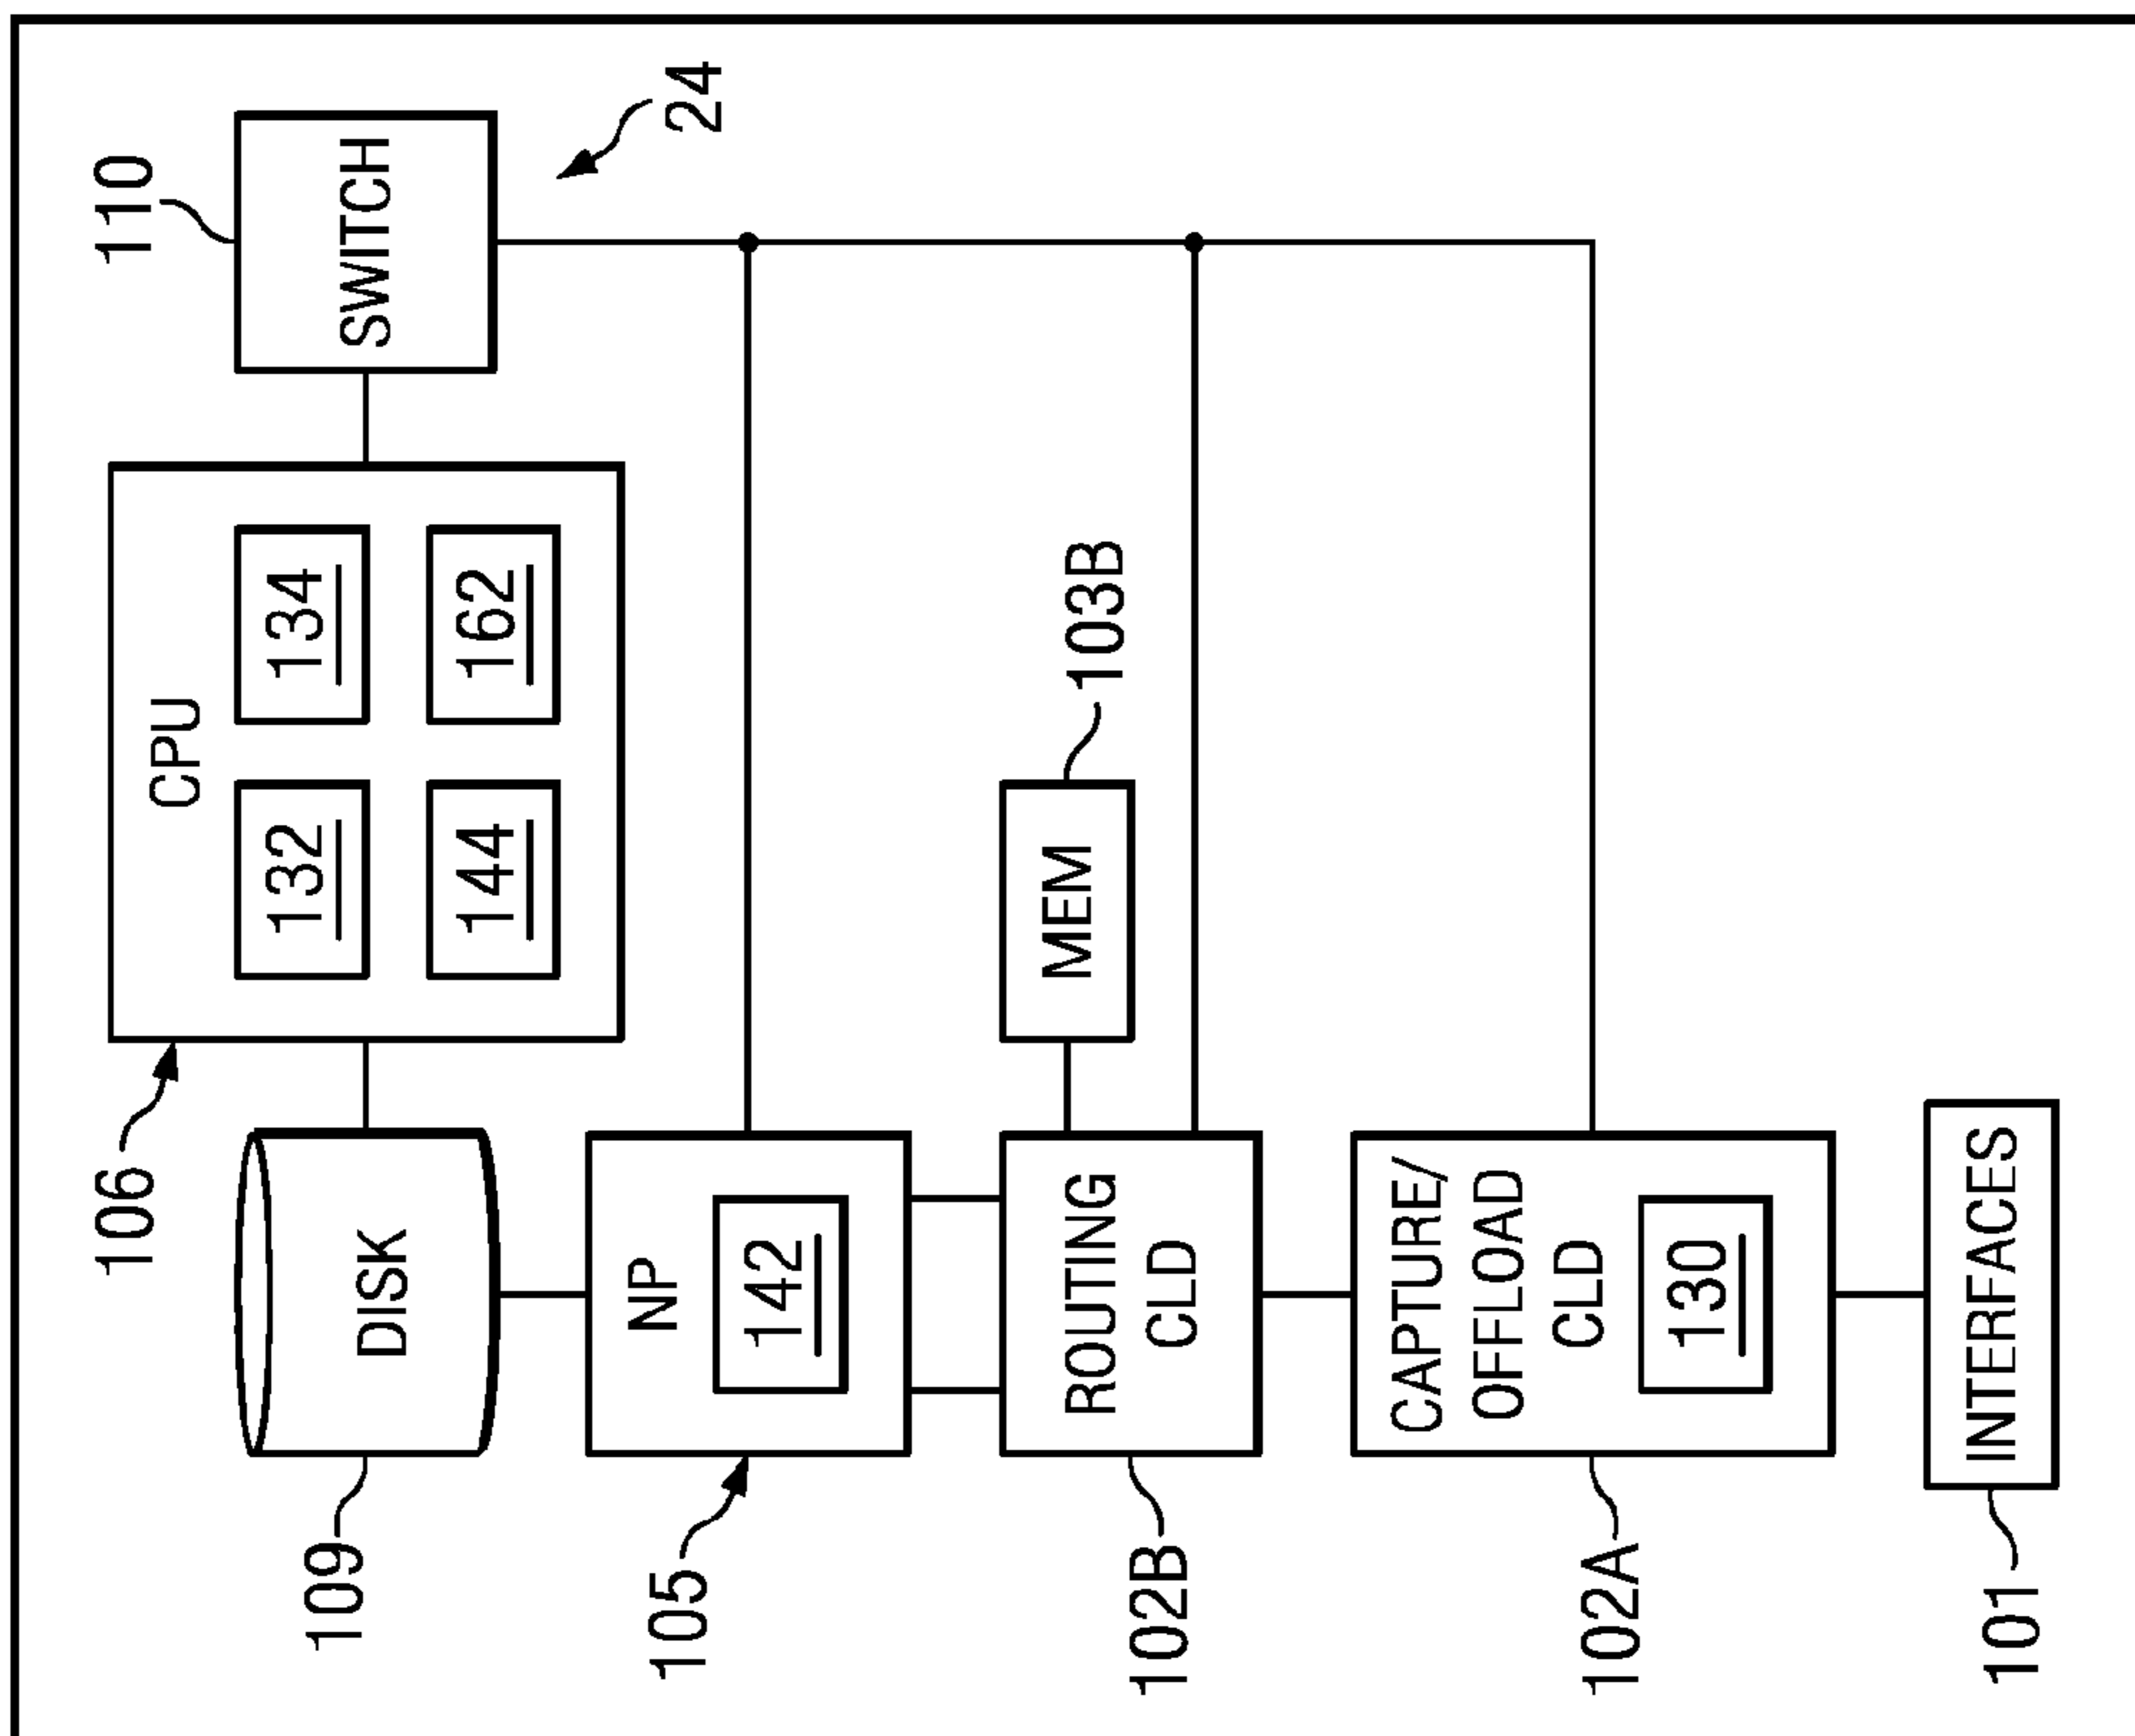 109
DISK
106
CPU
132
134
144
162
110
SWITCH
24
105
NP
142
102B
ROUTING
CLD
MEM
103B
102A
CAPTURE/
OFFLOAD
CLD
130
101
INTERFACES